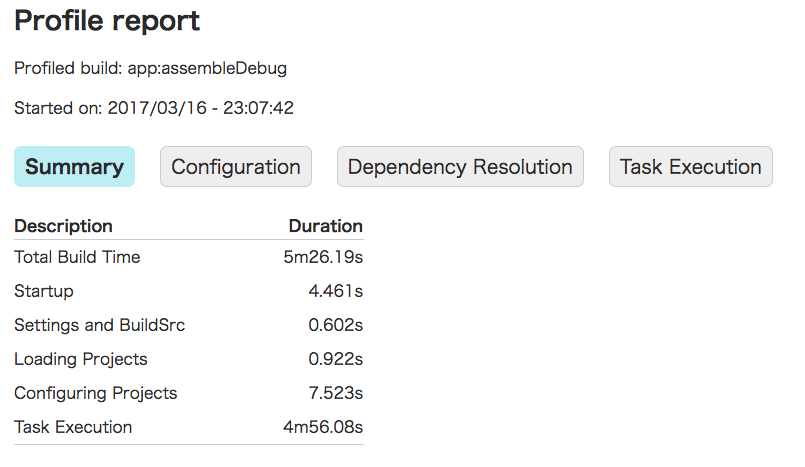 Profile report
Profiled build: app:assembleDebug
Started on: 2017/03/16 - 23:07:42
Summary Configuration Dependency Resolution Task Execution
Description Duration
Total Build Time 5m26.19s
Startup 4.461s
Settings and BuildSrc 0.602s
Loading Projects 0.922s
Configuring Projects 7.523s
Task Execution 4m56.08s